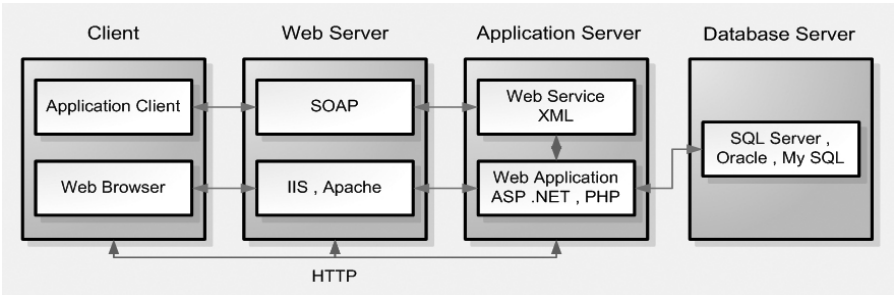 Client
Web Server
Application Server
Database Server
Application Client
SOAP
Web Service
XML
Web Browser
IIS , Apache
Web Application
ASP .NET , PHP
SQL Server ,
Oracle , My SQL
HTTP